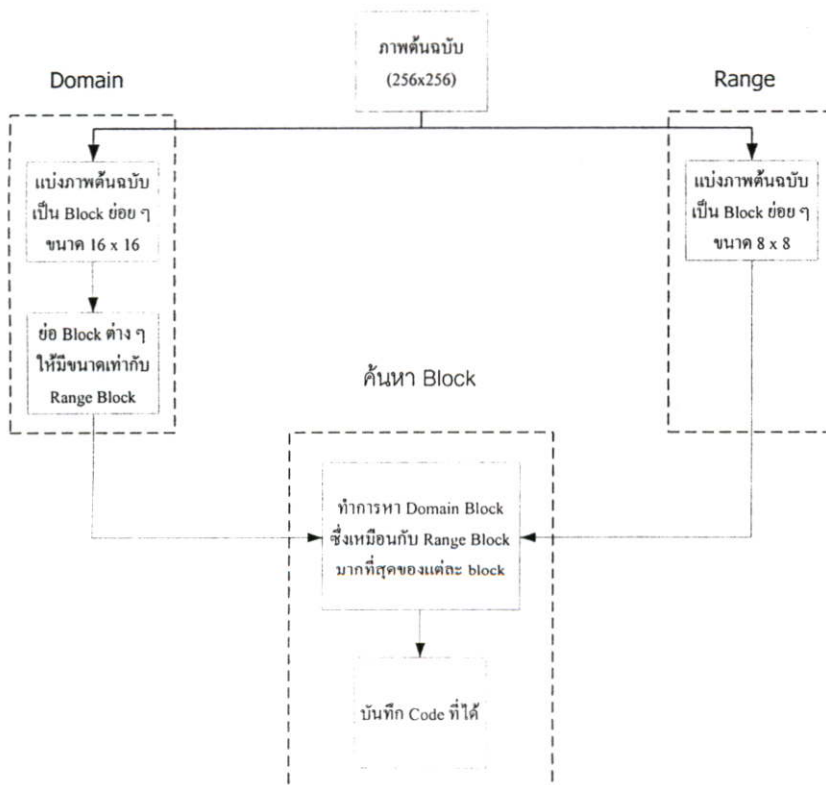 ภาพต้นฉบับ
(256x256)
Domain
Range
แบ่งภาพต้นฉบับ
เป็น Block ย่อย ๆ
ขนาด 16 x 16
แบ่งภาพต้นฉบับ
เป็น Block ย่อย ๆ
ขนาด 8 x 8
ย่อ Block ต่าง ๆ
ให้มีขนาดเท่ากับ
Range Block
ค้นหา Block
ทำการหา Domain Block
ซึ่งเหมือนกับ Range Block
มากที่สุดของแต่ละ block
บันทึก Code ที่ได้